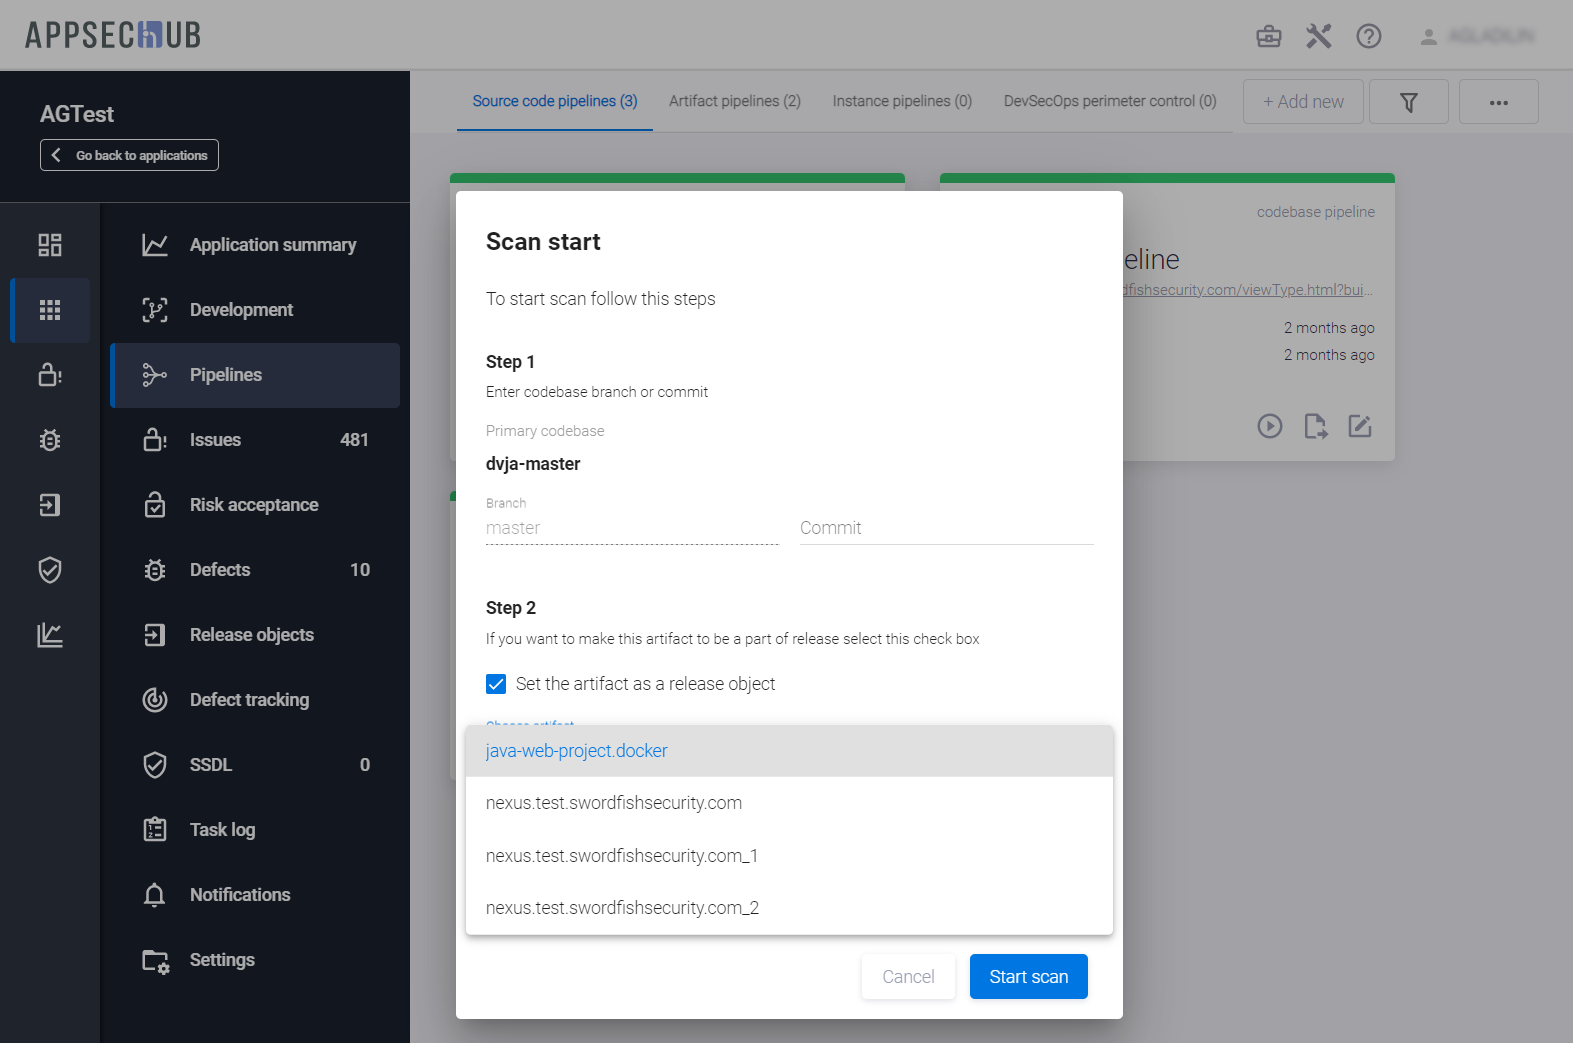 APPSECHUB
AGTest
Go back to applications
Source code pipelines (3)
Artifact pipelines (2)
Instance pipelines (0)
DevSecOps perimeter control (0)
+ Add new
Application summary
Development
Pipelines
Issues 481
Risk acceptance
Defects 10
Release objects
Defect tracking
SSDL 0
Task log
Notifications
Settings
codebase pipeline
eline
dfishsecurity.com/viewType.html?bui...
2 months ago
2 months ago
Scan start
To start scan follow this steps
Step 1
Enter codebase branch or commit
Primary codebase
dvja-master
Branch
master
Commit
Step 2
If you want to make this artifact to be a part of release select this check box
Set the artifact as a release object
Choose artifact
java-web-project.docker
nexus.test.swordfishsecurity.com
nexus.test.swordfishsecurity.com_1
nexus.test.swordfishsecurity.com_2
Cancel
Start scan